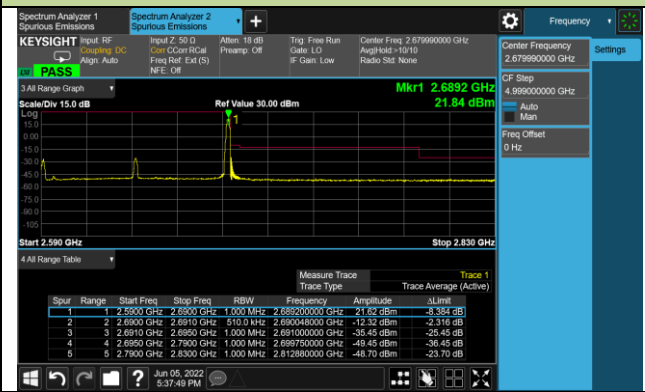 Spectrum Analyzer 1
Spurious Emissions
Spectrum Analyzer 2
Spurious Emissions
Frequency
KEYSIGHT
Input: RF
Coupling: DC
Align: Auto
Input Z: 50 Ω
Corr CCorr RCal
Freq Ref: Ext (S)
NFE: Off
Atten: 18 dB
Preamp: Off
Trig: Free Run
Gate: LO
IF Gain: Low
Center Freq: 2.679990000 GHz
Avg|Hold:>10/10
Radio Std: None
PASS
Center Frequency
2.679990000 GHz
Settings
CF Step
4.999000000 GHz
Auto
Man
Freq Offset
0 Hz
3 All Range Graph
Mkr1 2.6892 GHz
Scale/Div 15.0 dB
Ref Value 30.00 dBm
21.84 dBm
Log
15.0
0.00
-15.0
-30.0
-45.0
-60.0
-75.0
-90.0
-105
1
Start 2.590 GHz
Stop 2.830 GHz
4 All Range Table
Measure Trace Trace 1
Trace Type Trace Average (Active)
Spur Range Start Freq Stop Freq RBW Frequency Amplitude ΔLimit
1 1 2.5900 GHz 2.6900 GHz 1.000 MHz 2.689200000 GHz 21.62 dBm -8.384 dB
2 2 2.6900 GHz 2.6910 GHz 510.0 kHz 2.690048000 GHz -12.32 dBm -2.316 dB
3 3 2.6910 GHz 2.6950 GHz 1.000 MHz 2.691000000 GHz -35.45 dBm -25.45 dB
4 4 2.6950 GHz 2.7900 GHz 1.000 MHz 2.699750000 GHz -49.45 dBm -36.45 dB
5 5 2.7900 GHz 2.8300 GHz 1.000 MHz 2.812880000 GHz -48.70 dBm -23.70 dB
Jun 05, 2022
5:37:49 PM